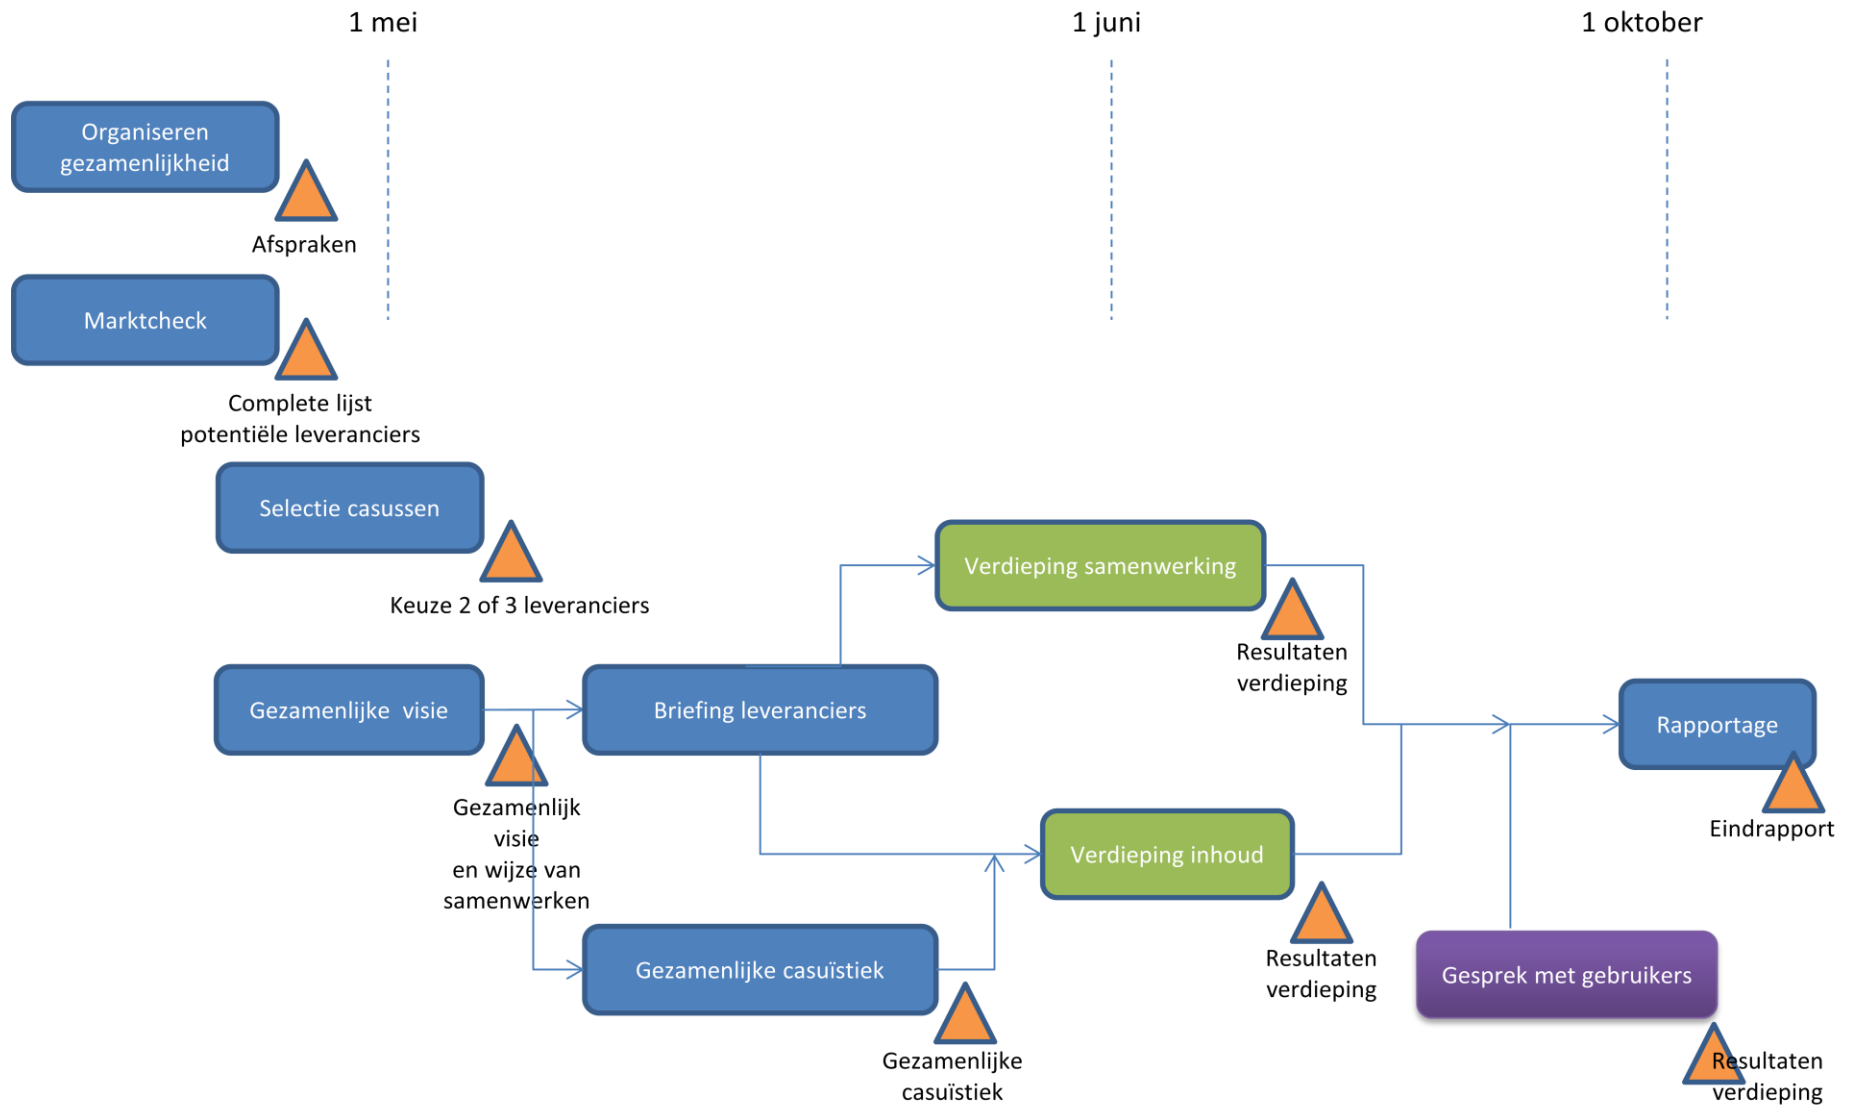 1 mei
1 juni
1 oktober
Organiseren
gezamenlijkheid
Afspraken
Marktcheck
Complete lijst
potentiële leveranciers
Selectie casussen
Keuze 2 of 3 leveranciers
Verdieping samenwerking
Resultaten
verdieping
Gezamenlijke visie
Gezamenlijk
visie
en wijze van
samenwerken
Briefing leveranciers
Rapportage
Eindrapport
Verdieping inhoud
Resultaten
verdieping
Gezamenlijke casuïstiek
Gezamenlijke
casuïstiek
Gesprek met gebruikers
Resultaten
verdieping